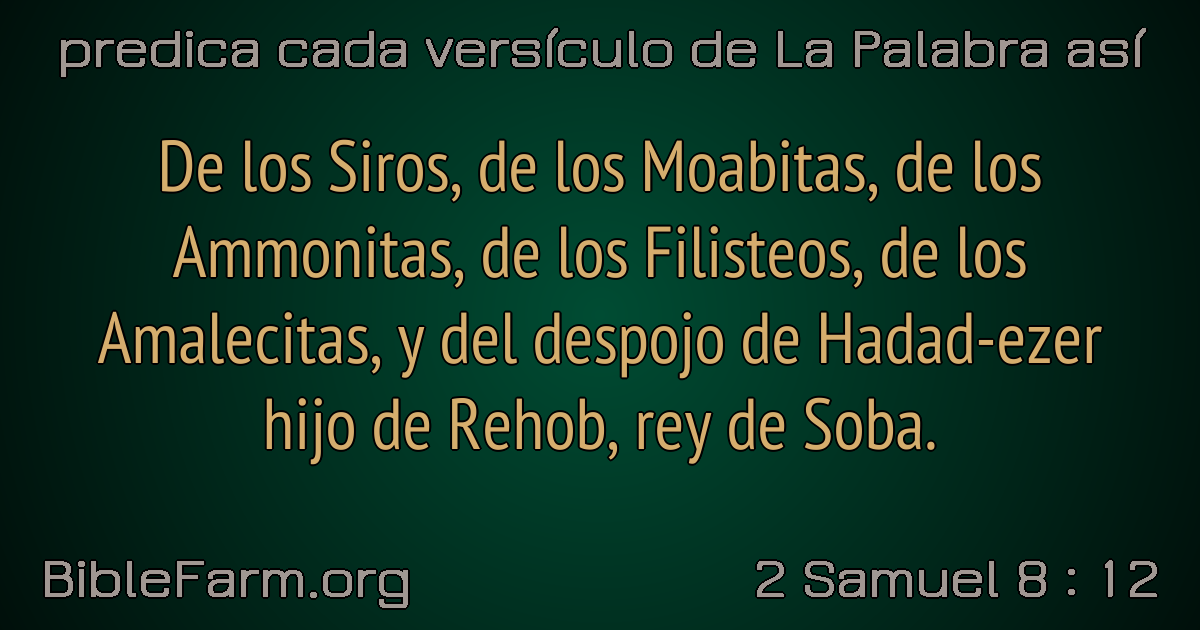 predica cada versículo de La Palabra así
De los Siros, de los Moabitas, de los
Ammonitas, de los Filisteos, de los
Amalecitas, y del despojo de Hadad-ezer
hijo de Rehob, rey de Soba.
BibleFarm.org
2 Samuel 8 : 12